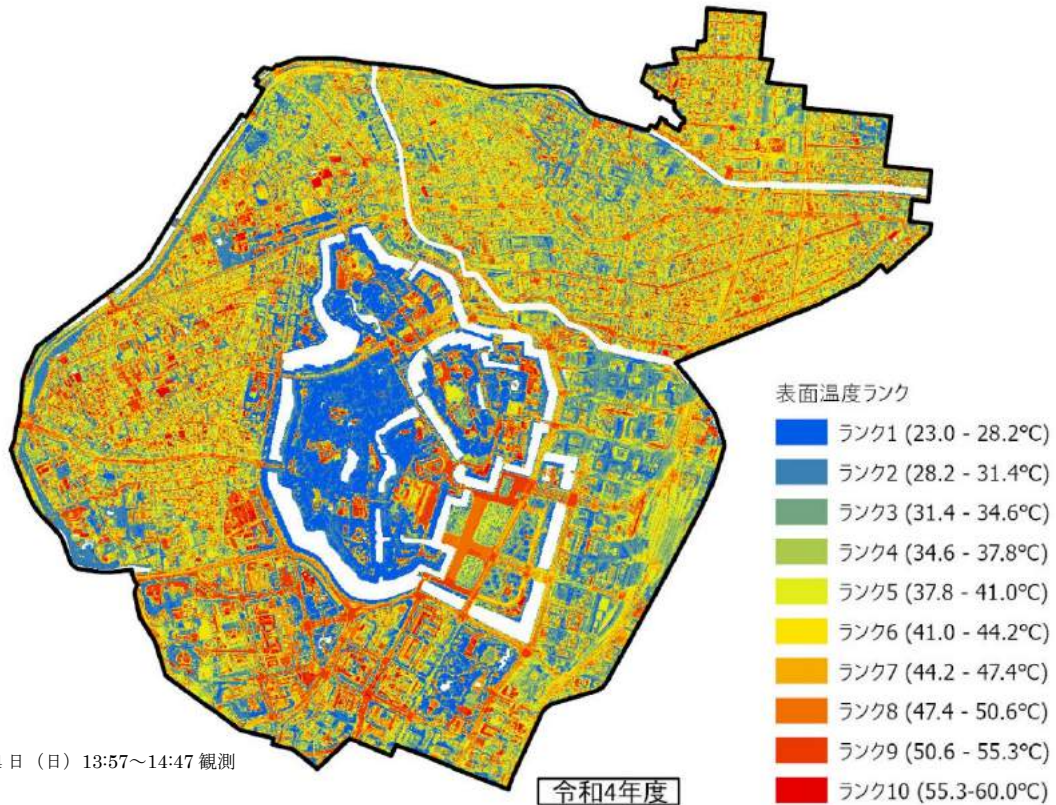 表面温度ランク
ランク1 (23.0 - 28.2°C)
ランク2 (28.2 - 31.4°C)
ランク3 (31.4 - 34.6°C)
ランク4 (34.6 - 37.8°C)
ランク5 (37.8 - 41.0°C)
ランク6 (41.0 - 44.2°C)
ランク7 (44.2 - 47.4°C)
ランク8 (47.4 - 50.6°C)
ランク9 (50.6 - 55.3°C)
ランク10 (55.3-60.0°C)
日（日）13:57～14:47 観測
令和4年度